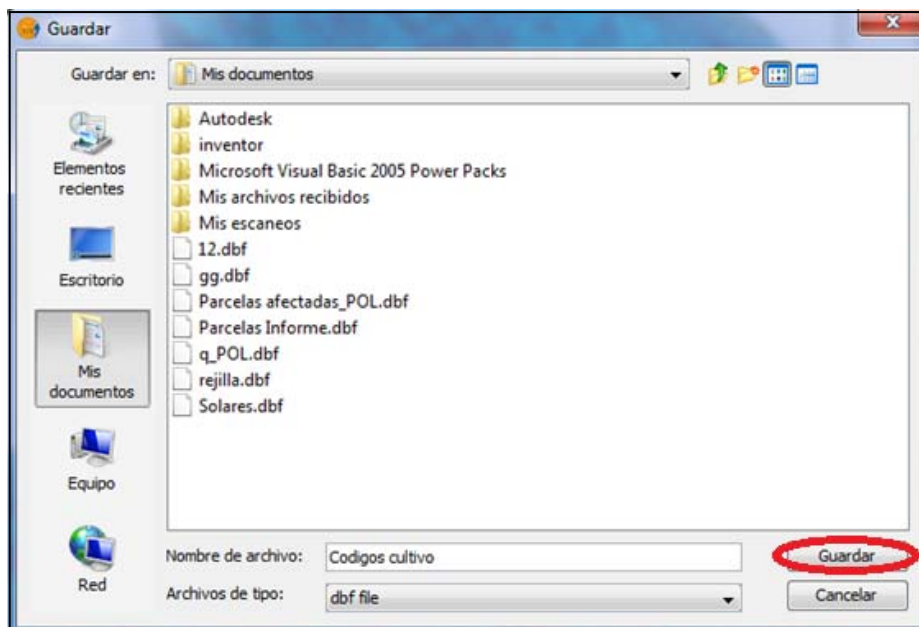 Guardar
Guardar en: Mis documentos
Elementos recientes
Escritorio
Mis documentos
Equipo
Red
Autodesk
inventor
Microsoft Visual Basic 2005 Power Packs
Mis archivos recibidos
Mis escaneos
12.dbf
gg.dbf
Parcelas afectadas_POL.dbf
Parcelas Informe.dbf
q_POL.dbf
rejilla.dbf
Solares.dbf
Nombre de archivo: Codigos cultivo Guardar
Archivos de tipo: dbf file Cancelar